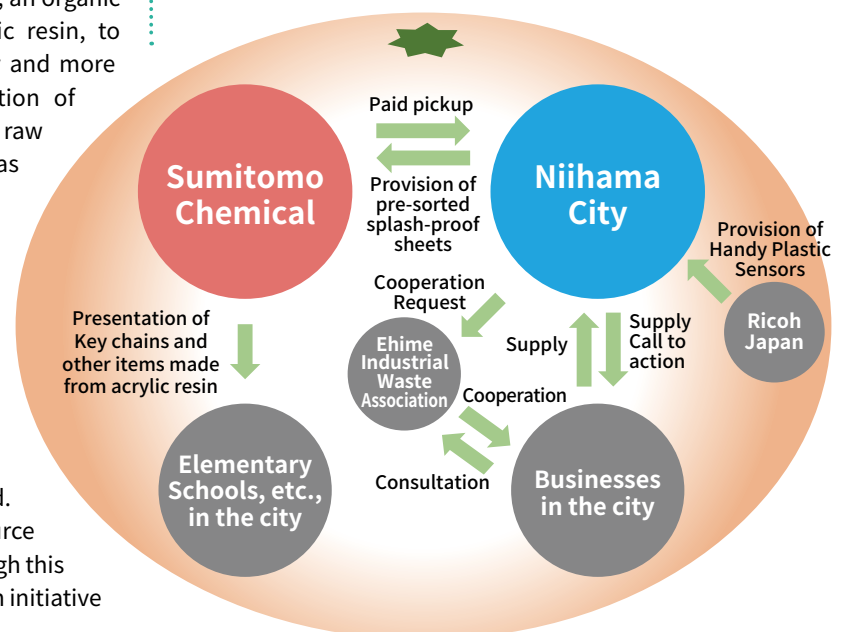 an organic
ic resin, to
and more
tion of
raw
as
Paid pickup
Sumitomo
Chemical
Niihama
City
Provision of
pre-sorted
splash-proof
sheets
Provision of
Handy Plastic
Sensors
Cooperation
Request
Ricoh
Japan
Presentation of
Key chains and
other items made
from acrylic resin
Ehime
Industrial
Waste
Association
Supply
Supply
Call to
action
Cooperation
Consultation
Elementary
Schools, etc.,
in the city
Businesses
in the city
d.
urce
gh this
n initiative